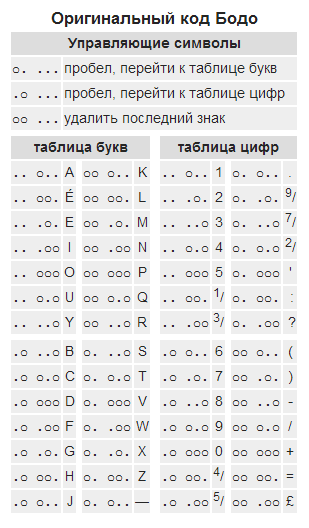 Оригинальный код Бодо
Управляющие символы
o. ... пробел, перейти к таблице букв
.o ... пробел, перейти к таблице цифр
oo ... удалить последний знак
таблица букв таблица цифр
.. o.. A oo o.. K .. o.. 1 o. o.. .
.. oo. É oo oo. L .. .o. 2 o. .o. 9/
.. .o. E oo .o. M .. ..o 3 o. ..o 7/
.. .oo I oo .oo N .. o.o 4 o. o.o 2/
.. ooo O oo ooo P .. ooo 5 o. ooo '
.. o.o U oo o.o Q .. oo. 1/ o. oo. :
.. ..o Y oo ..o R .. .oo 3/ o. .oo ?
.o ..o B o. ..o S .o o.. 6 oo o.. (
.o o.o C o. o.o T .o .o. 7 oo .o. )
.o ooo D o. ooo V .o ..o 8 oo ..o -
.o .oo F o. .oo W .o o.o 9 oo o.o /
.o .o. G o. .o. X .o ooo 0 oo ooo +
.o oo. H o. oo. Z .o oo. 4/ oo oo. =
.o o.. J o. o.. — .o .oo 5/ oo .oo £